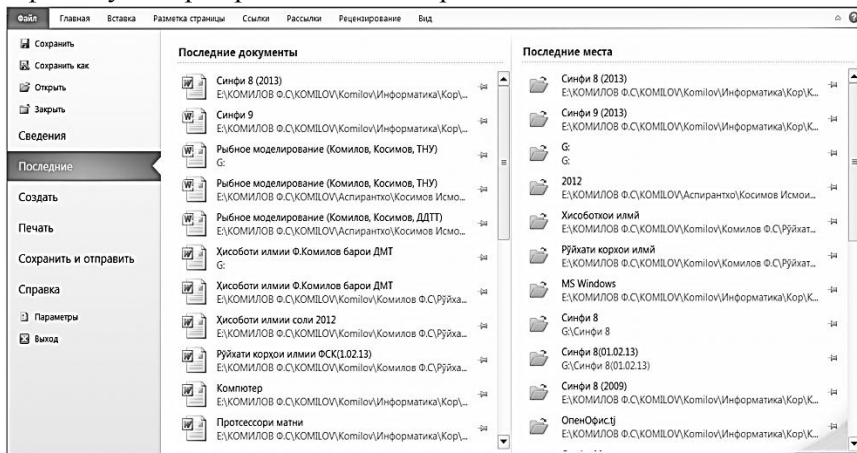 Файл Главная Вставка Разметка страницы Ссылки Рассылки Рецензирование Вид
Сохранить
Сохранить как
Открыть
Закрыть
Сведения
Последние
Создать
Печать
Сохранить и отправить
Справка
Параметры
Выход
Последние документы
Синфи 8 (2013)
E:\КОМИЛОВ Ф.С\KOMILOV\Komilov\Информатика\Кор\...
Синфи 9
E:\КОМИЛОВ Ф.С\KOMILOV\Komilov\Информатика\Кор\...
Рыбное моделирование (Комилов, Косимов, ТНУ)
G:
Рыбное моделирование (Комилов, Косимов, ТНУ)
E:\КОМИЛОВ Ф.С\KOMILOV\Аспирантхо\Косимов Исмо...
Рыбное моделирование (Комилов, Косимов, ДДТТ)
E:\КОМИЛОВ Ф.С\KOMILOV\Аспирантхо\Косимов Исмо...
Ҳисоботи илмии Ф.Комилов барои ДМТ
G:
Ҳисоботи илмии Ф.Комилов барои ДМТ
E:\КОМИЛОВ Ф.С\KOMILOV\Komilov\Комилов Ф.С\Рӯйха...
Ҳисоботи илмии соли 2012
E:\КОМИЛОВ Ф.С\KOMILOV\Komilov\Комилов Ф.С\Рӯйха...
Рӯйхати корҳои илмии ФСК(1.02.13)
E:\КОМИЛОВ Ф.С\KOMILOV\Komilov\Комилов Ф.С\Рӯйха...
Компютер
E:\КОМИЛОВ Ф.С\KOMILOV\Komilov\Информатика\Кор\...
Протсессори матни
E:\КОМИЛОВ Ф.С\KOMILOV\Komilov\Информатика\Кор\...
Последние места
Синфи 8 (2013)
E:\КОМИЛОВ Ф.С\KOMILOV\Komilov\Информатика\Кор\К...
Синфи 9 (2013)
E:\КОМИЛОВ Ф.С\KOMILOV\Komilov\Информатика\Кор\К...
G:
G:
2012
E:\КОМИЛОВ Ф.С\KOMILOV\Аспирантхо\Косимов Исмои...
Хисоботхои илмӣ
E:\КОМИЛОВ Ф.С\KOMILOV\Komilov\Комилов Ф.С\Рӯйхат...
Рӯйхати корхои илмӣ
E:\КОМИЛОВ Ф.С\KOMILOV\Komilov\Комилов Ф.С\Рӯйхат...
MS Windows
E:\КОМИЛОВ Ф.С\KOMILOV\Komilov\Информатика\Кор\К...
Синфи 8
G:\Синфи 8
Синфи 8(01.02.13)
G:\Синфи 8(01.02.13)
Синфи 8 (2009)
E:\КОМИЛОВ Ф.С\KOMILOV\Komilov\Информатика\Кор\К...
ОпенОфис.tj
E:\КОМИЛОВ Ф.С\KOMILOV\Komilov\Информатика\Кор\К...